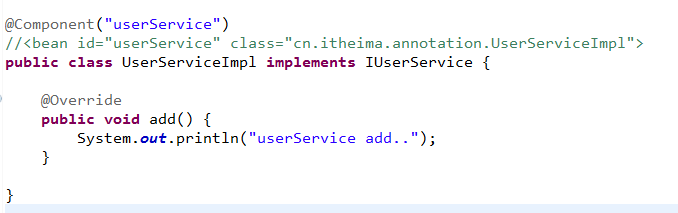 @Component("userService")
//<bean id="userService" class="cn.itheima.annotation.UserServiceImpl">
public class UserServiceImpl implements IUserService {
@Override
public void add() {
System.out.println("userService add..");
}
}